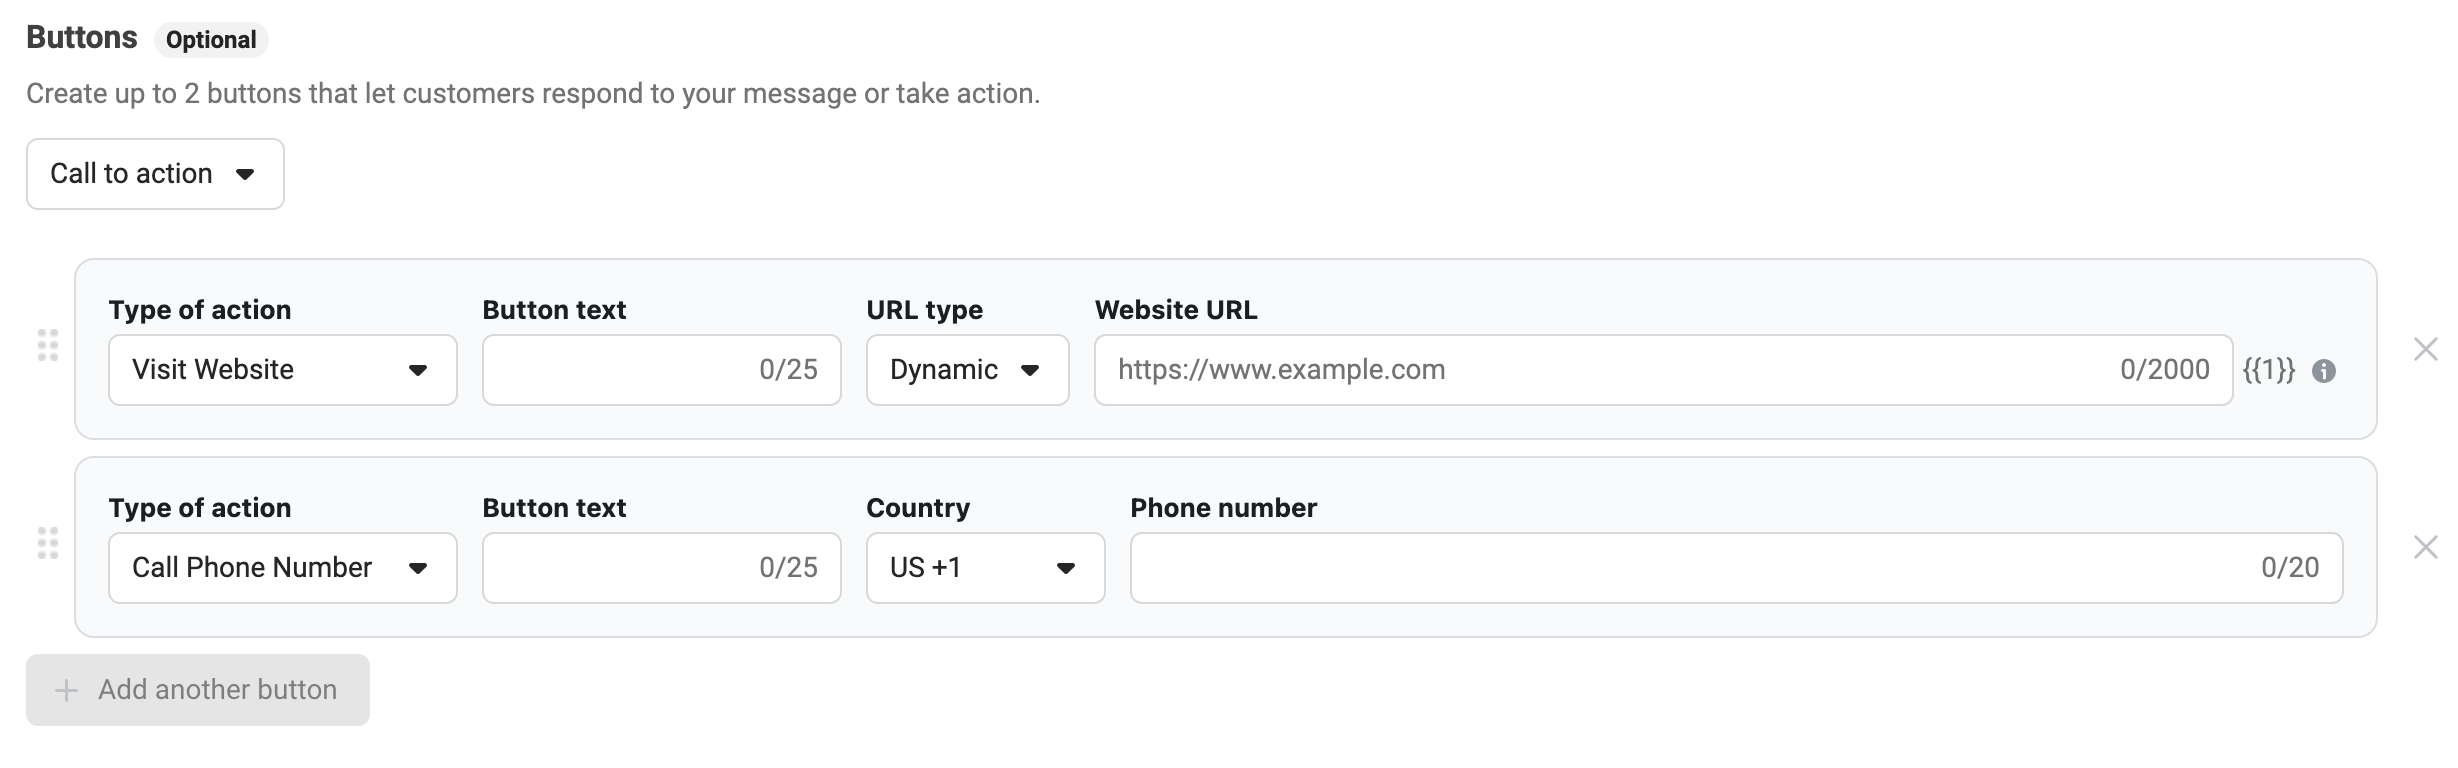 Buttons Optional
Create up to 2 buttons that let customers respond to your message or take action.
Call to action
Type of action Button text URL type Website URL
Visit Website 0/25 Dynamic https://www.example.com 0/2000 {{1}}
Type of action Button text Country Phone number
Call Phone Number 0/25 US +1 0/20
+ Add another button